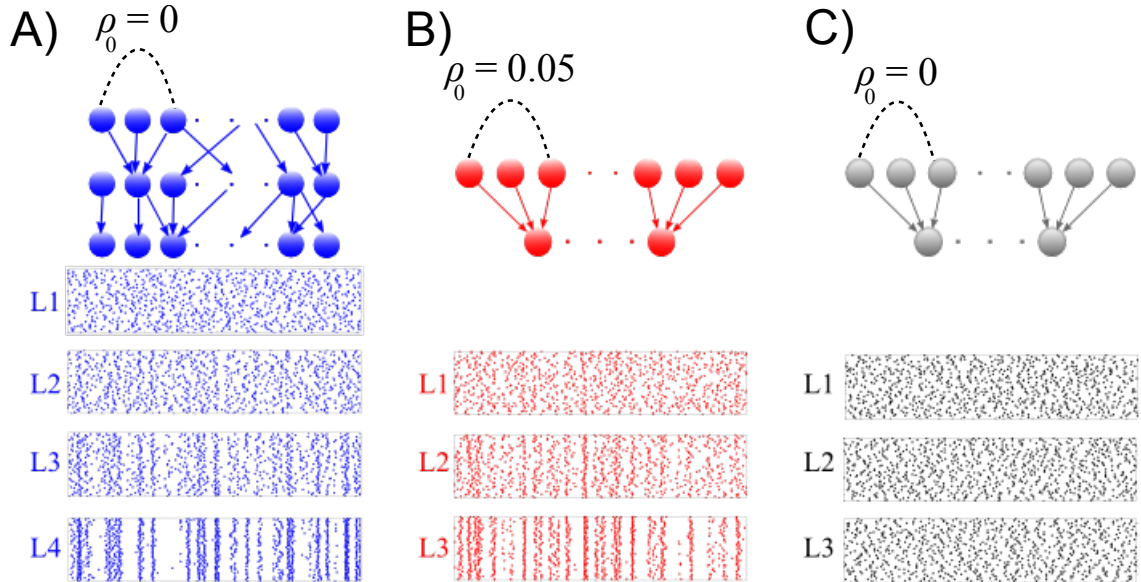 A)
ρ₀ = 0
L1
L2
L3
L4
B)
ρ₀ = 0.05
L1
L2
L3
C)
ρ₀ = 0
L1
L2
L3